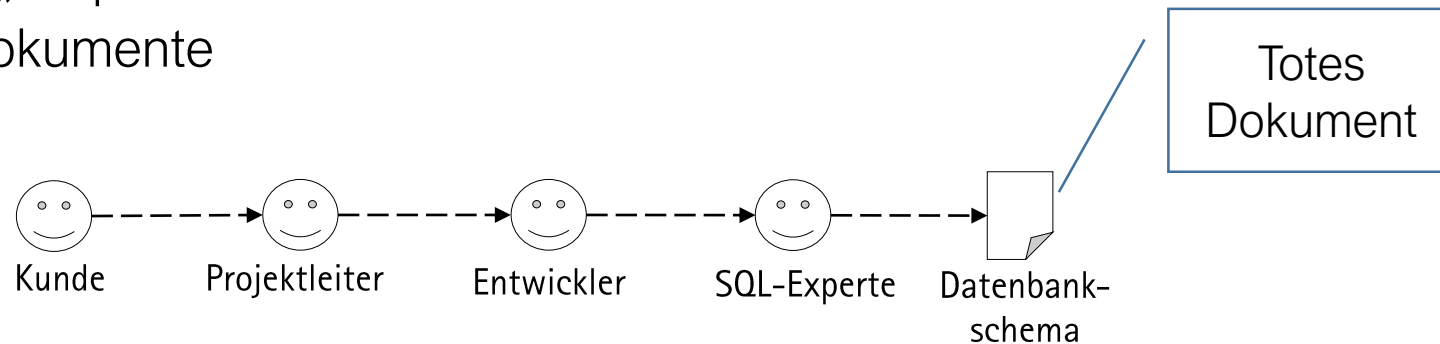 okumente
Totes
Dokument
Kunde
Projektleiter
Entwickler
SQL-Experte
Datenbank-
schema